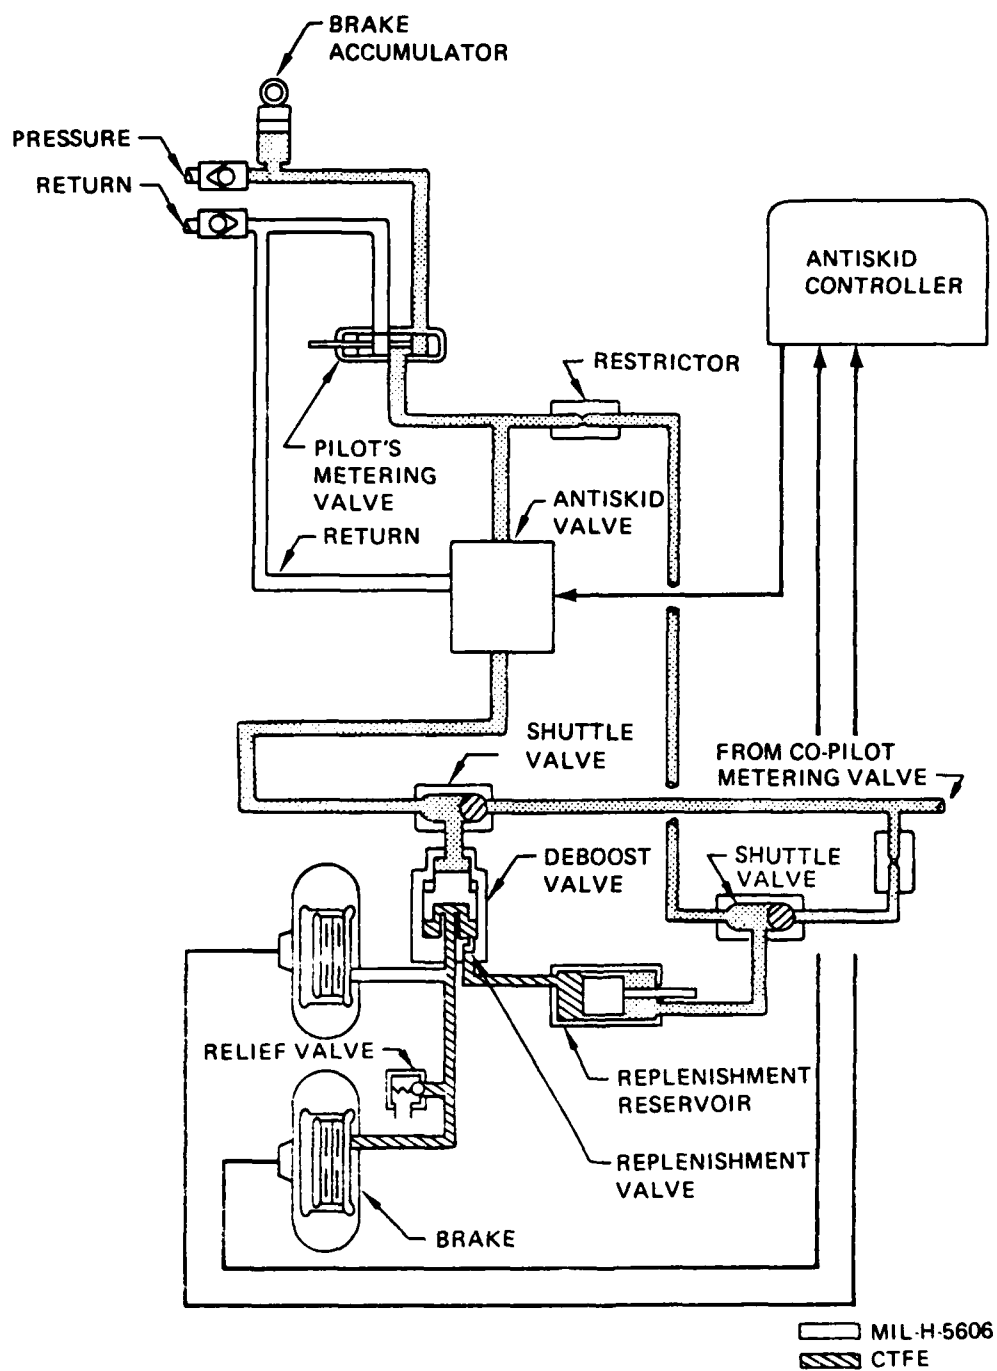 BRAKE
ACCUMULATOR
PRESSURE
RETURN
ANTISKID
CONTROLLER
RESTRICTOR
PILOT'S
METERING
VALVE
ANTISKID
VALVE
RETURN
SHUTTLE
VALVE
FROM CO-PILOT
METERING VALVE
DEBOOST
VALVE
SHUTTLE
VALVE
RELIEF VALVE
REPLENISHMENT
RESERVOIR
REPLENISHMENT
VALVE
BRAKE
MIL-H-5606
CTFE